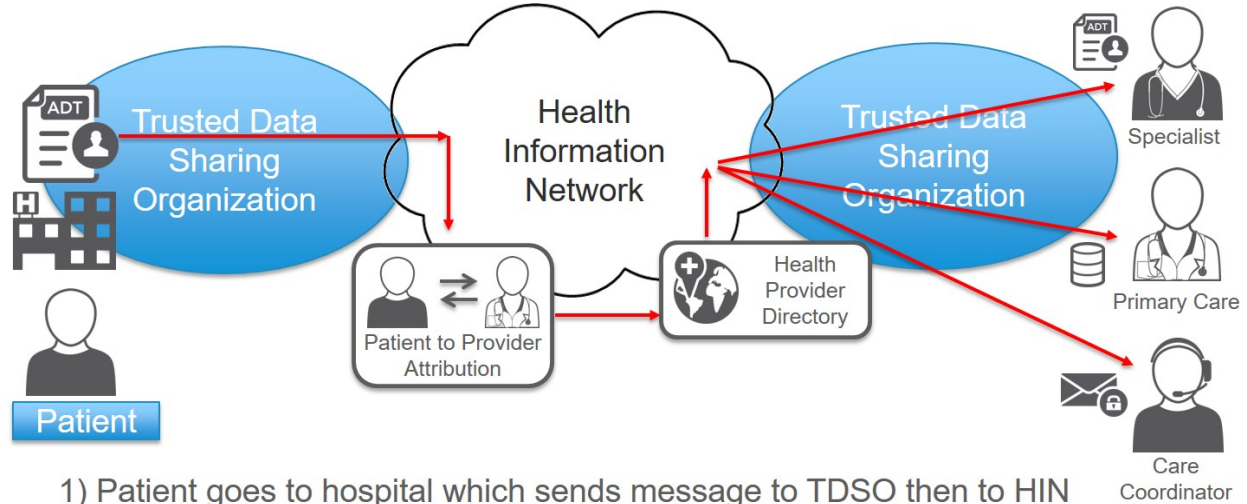 ADT
H
Trusted Data
Sharing
Organization
Health
Information
Network
Trusted Data
Sharing
Organization
ADT
Specialist
Patient to Provider
Attribution
Health
Provider
Directory
Primary Care
Patient
Care
Coordinator
1) Patient goes to hospital which sends message to TDSO then to HIN